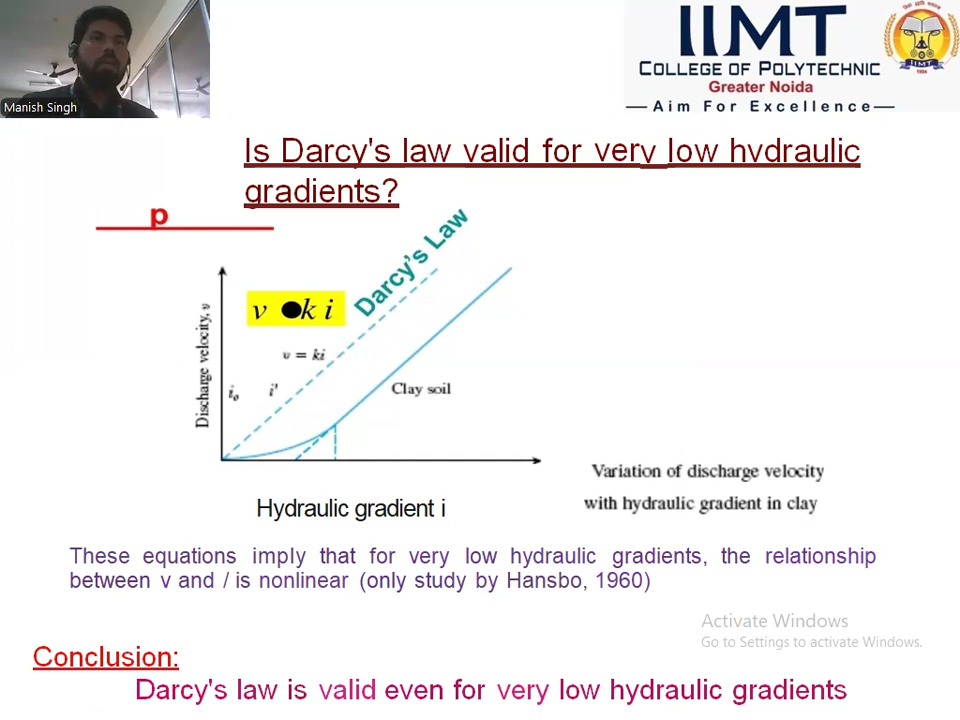 Manish Singh
IIMT
COLLEGE OF POLYTECHNIC
Greater Noida
Aim For Excellence
IIMT
Is Darcy's law valid for very low hydraulic
gradients?
p
Darcy's Law
v ● k i
v = ki
i₀ i'
Clay soil
Discharge velocity, v
Hydraulic gradient i
Variation of discharge velocity
with hydraulic gradient in clay
These equations imply that for very low hydraulic gradients, the relationship
between v and / is nonlinear (only study by Hansbo, 1960)
Activate Windows
Go to Settings to activate Windows.
Conclusion:
Darcy's law is valid even for very low hydraulic gradients